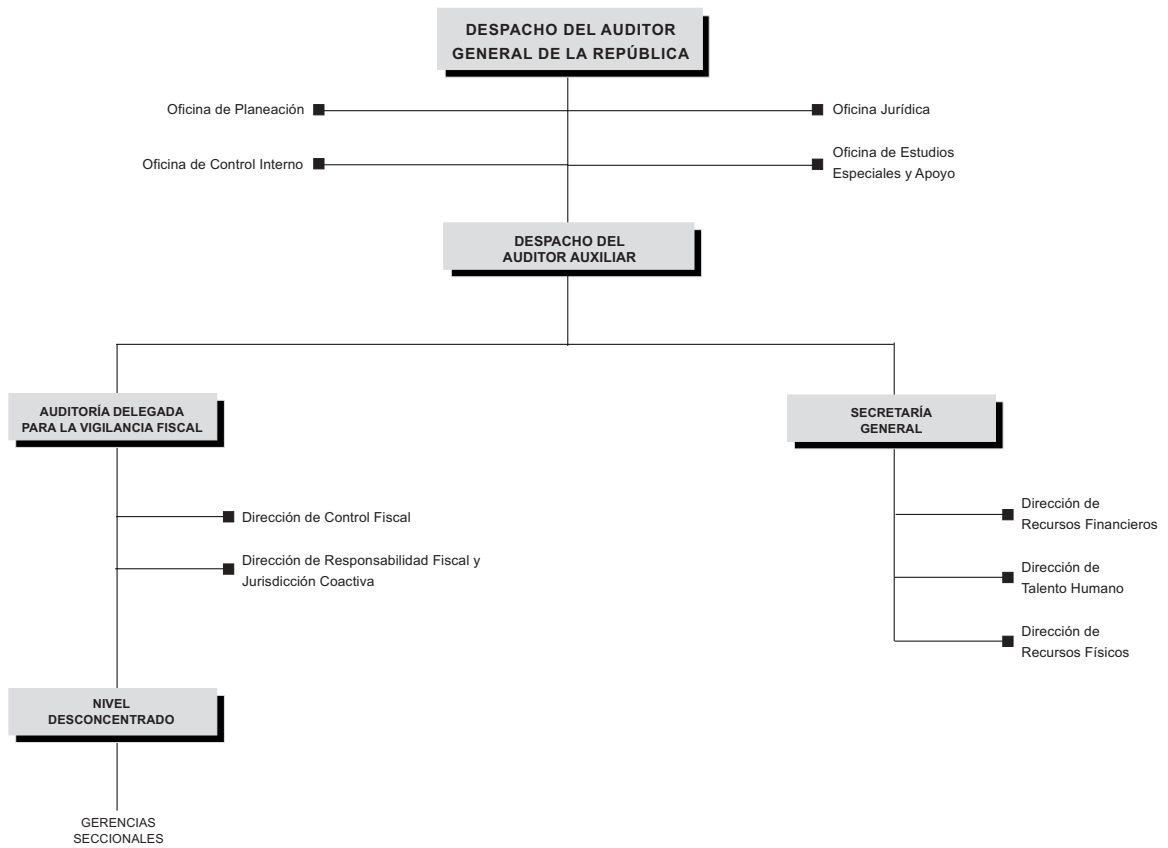 DESPACHO DEL AUDITOR
GENERAL DE LA REPÚBLICA
Oficina de Planeación
Oficina Jurídica
Oficina de Control Interno
Oficina de Estudios
Especiales y Apoyo
DESPACHO DEL
AUDITOR AUXILIAR
AUDITORÍA DELEGADA
PARA LA VIGILANCIA FISCAL
SECRETARÍA
GENERAL
Dirección de Control Fiscal
Dirección de Responsabilidad Fiscal y
Jurisdicción Coactiva
Dirección de
Recursos Financieros
Dirección de
Talento Humano
Dirección de
Recursos Físicos
NIVEL
DESCONCENTRADO
GERENCIAS
SECCIONALES